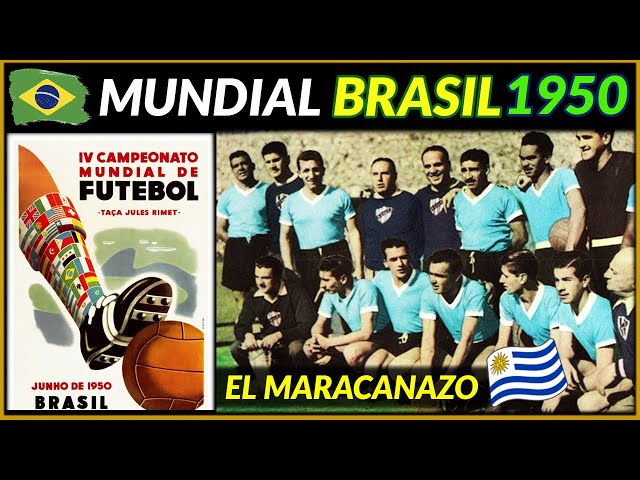 MUNDIAL BRASIL 1950
IV CAMPEONATO
MUNDIAL DE
FUTEBOL
·TAÇA JULES RIMET·
JUNHO DE 1950
BRASIL
EL MARACANAZO